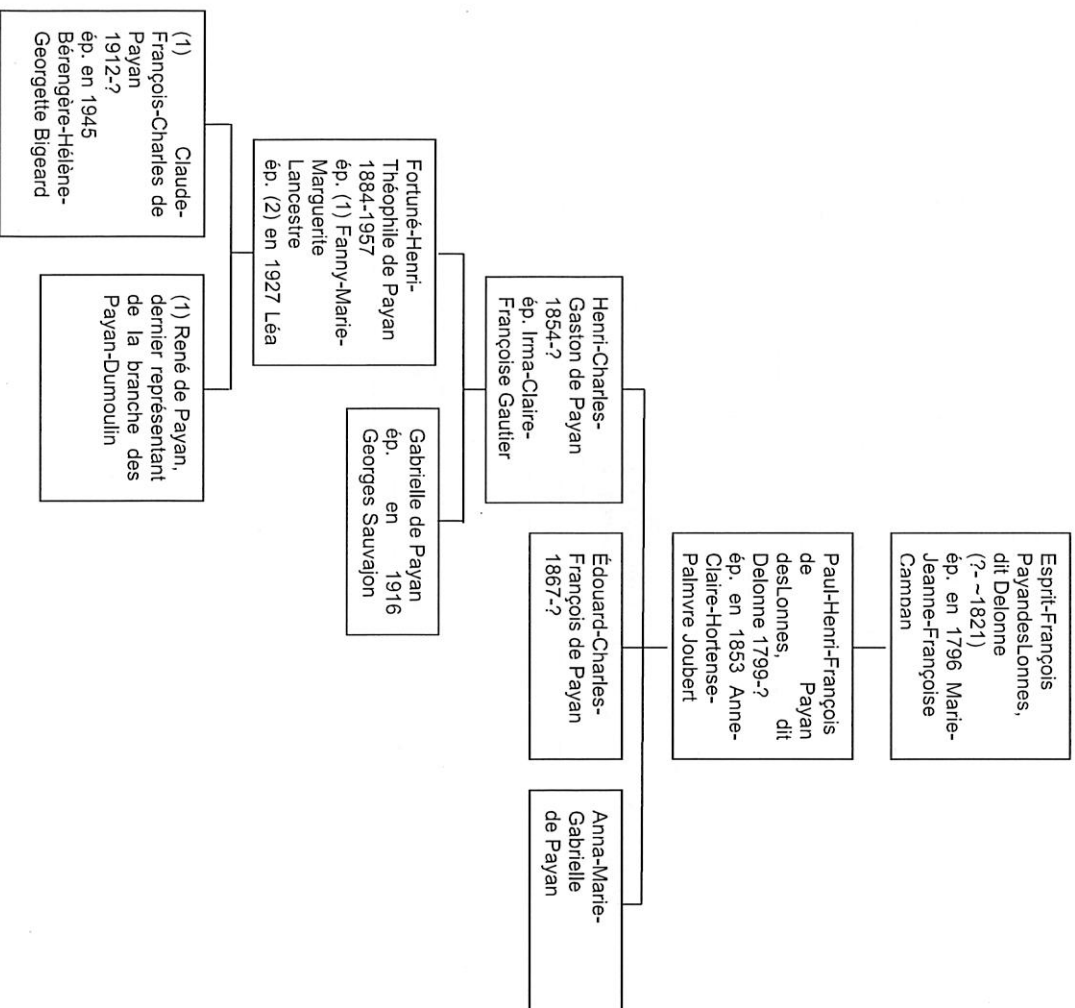 Esprit-François
PayandesLonnes,
dit Delonne
(?- ~1821)
ép. en 1796 Marie-
Jeanne-Françoise
Campan
Paul-Henri-François
de Payan
desLonnes, dit
Delonne 1799-?
ép. en 1853 Anne-
Claire-Hortense-
Palmyre Joubert
Henri-Charles-
Gaston de Payan
1854-?
ép. Irma-Claire-
Françoise Gautier
Édouard-Charles-
François de Payan
1867-?
Anna-Marie-
Gabrielle
de Payan
Fortuné-Henri-
Théophile de Payan
1884-1957
ép. (1) Fanny-Marie-
Marguerite
Lancestre
ép. (2) en 1927 Léa
Gabrielle de Payan
ép. en 1916
Georges Sauvajon
(1) Claude-
François-Charles de
Payan
1912-?
ép. en 1945
Bérengère-Hélène-
Georgette Bigeard
(1) René de Payan,
dernier représentant
de la branche des
Payan-Dumoulin